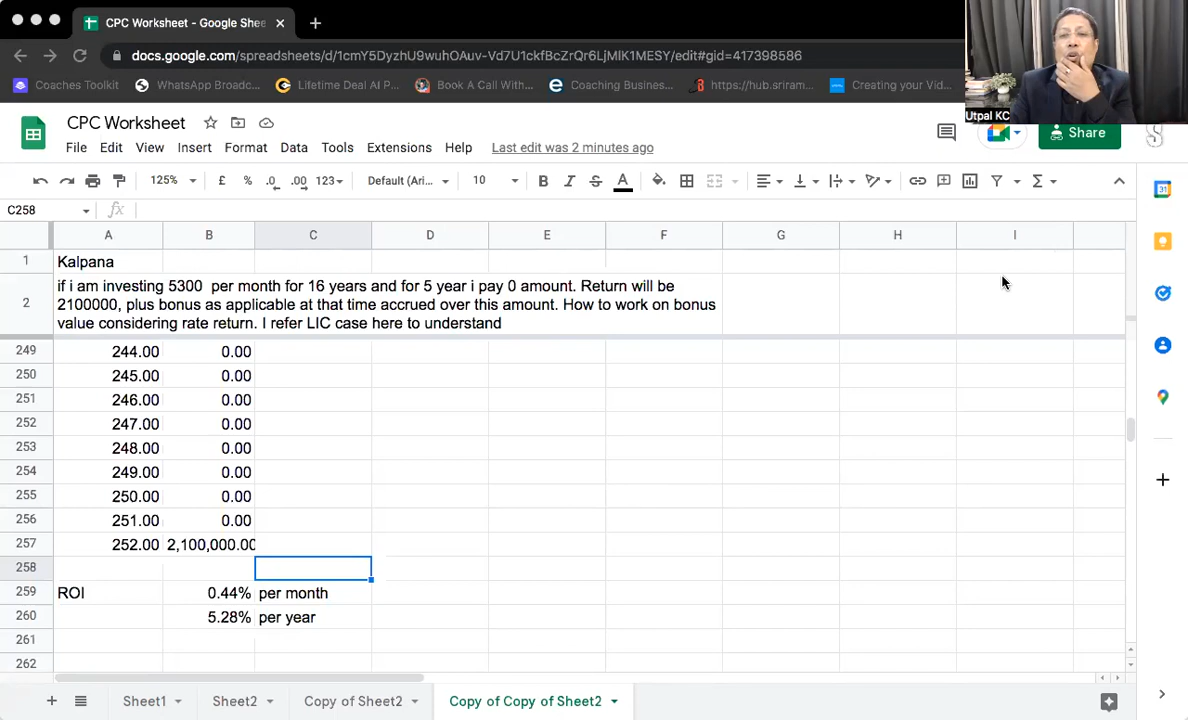 CPC Worksheet - Google Shee
docs.google.com/spreadsheets/d/1cmY5DyzhU9wuhOAuv-Vd7U1ckfBcZrQr6LjMlK1MESY/edit#gid=417398586
Coaches Toolkit
WhatsApp Broadc...
Lifetime Deal AI P...
Book A Call With...
Coaching Business...
https://hub.sriram...
Creating your Vid...
Utpal KC
CPC Worksheet
Share
File Edit View Insert Format Data Tools Extensions Help Last edit was 2 minutes ago
125% £ % .0 .00 123 Default (Ari... 10 B I S A
C258 fx
A B C D E F G H I
1 Kalpana
2 if i am investing 5300 per month for 16 years and for 5 year i pay 0 amount. Return will be
2100000, plus bonus as applicable at that time accrued over this amount. How to work on bonus
value considering rate return. I refer LIC case here to understand
249 244.00 0.00
250 245.00 0.00
251 246.00 0.00
252 247.00 0.00
253 248.00 0.00
254 249.00 0.00
255 250.00 0.00
256 251.00 0.00
257 252.00 2,100,000.00
258
259 ROI 0.44% per month
260 5.28% per year
261
262
Sheet1 Sheet2 Copy of Sheet2 Copy of Copy of Sheet2
31